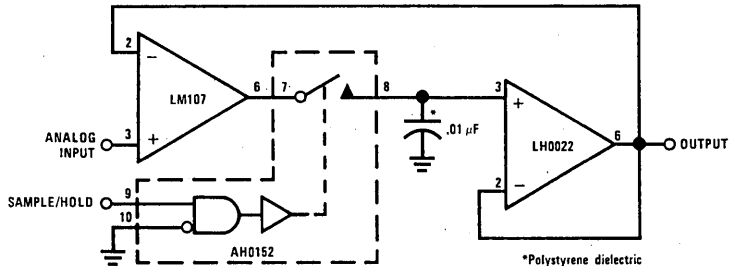 2
−
LM107
6
7
8
3
+
*
.01 µF
3
+
LH0022
6
OUTPUT
ANALOG
INPUT
−
2
SAMPLE/HOLD
9
10
AH0152
*Polystyrene dielectric